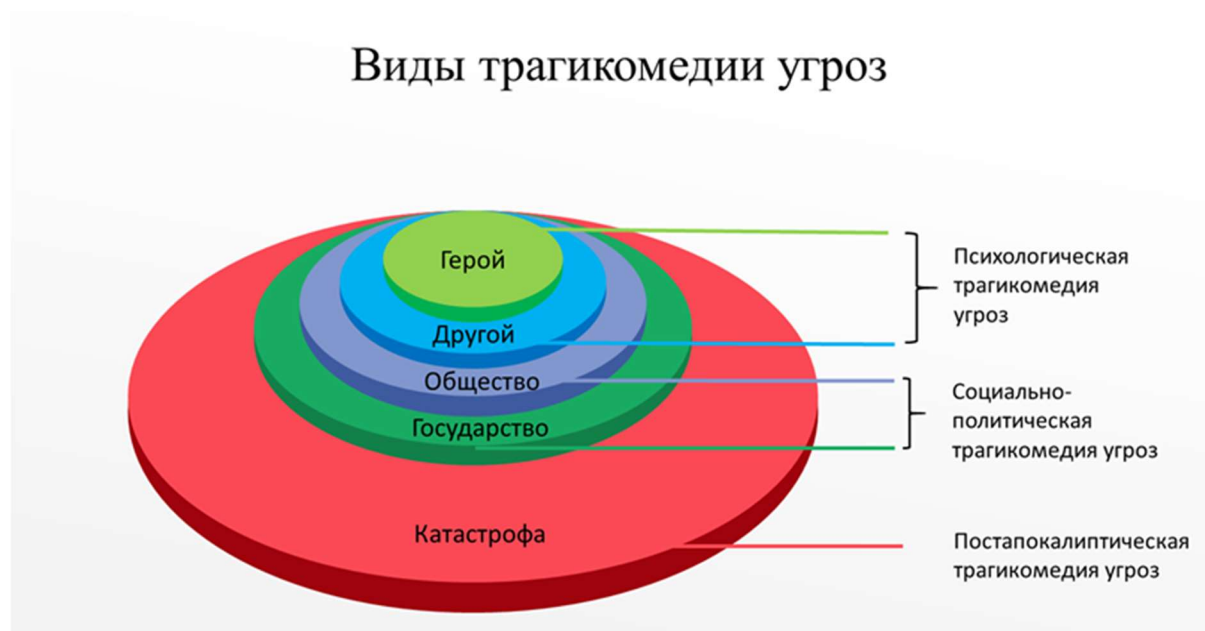 Виды трагикомедии угроз
Герой
Другой
Общество
Государство
Катастрофа
Психологическая
трагикомедия
угроз
Социально-
политическая
трагикомедия угроз
Постапокалиптическая
трагикомедия угроз